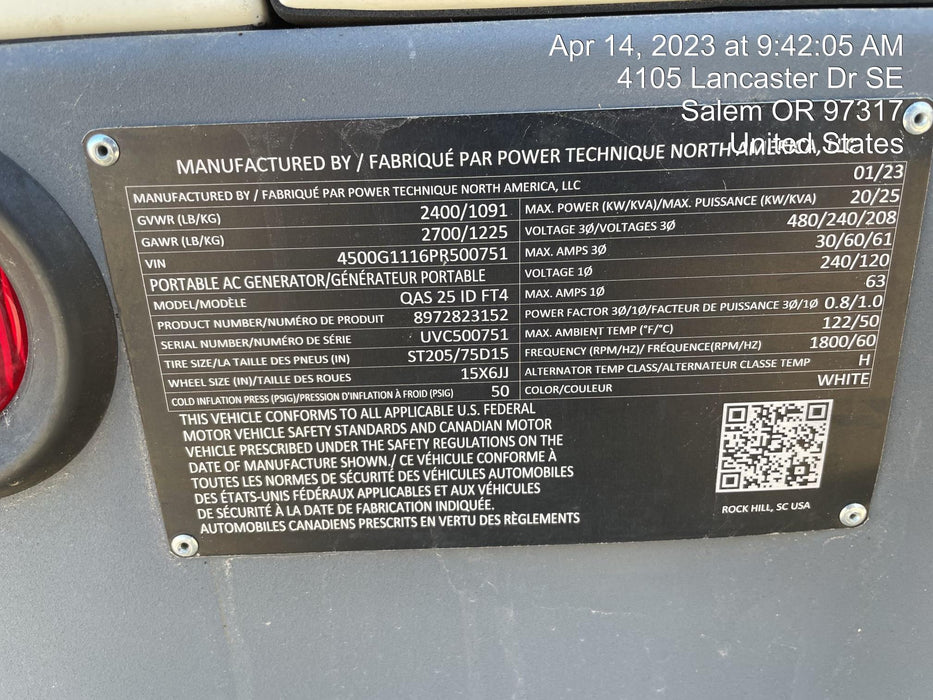 Apr 14, 2023 at 9:42:05 AM
4105 Lancaster Dr SE
Salem OR 97317
United States
MANUFACTURED BY / FABRIQUÉ PAR POWER TECHNIQUE NORTH AMERICA, LLC
MANUFACTURED BY / FABRIQUÉ PAR POWER TECHNIQUE NORTH AMERICA, LLC 01/23
GVWR (LB/KG) 2400/1091
GAWR (LB/KG) 2700/1225
VIN 4500G1116PR500751
PORTABLE AC GENERATOR/GÉNÉRATEUR PORTABLE
MODEL/MODÈLE QAS 25 ID FT4
PRODUCT NUMBER/NUMÉRO DE PRODUIT 8972823152
SERIAL NUMBER/NUMÉRO DE SÉRIE UVC500751
TIRE SIZE/LA TAILLE DES PNEUS (IN) ST205/75D15
WHEEL SIZE (IN)/TAILLE DES ROUES 15X6JJ
COLD INFLATION PRESS (PSIG)/PRESSION D'INFLATION À FROID (PSIG) 50
MAX. POWER (KW/KVA)/MAX. PUISSANCE (KW/KVA) 20/25
VOLTAGE 3Ø/VOLTAGES 3Ø 480/240/208
MAX. AMPS 3Ø 30/60/61
VOLTAGE 1Ø 240/120
MAX. AMPS 1Ø 63
POWER FACTOR 3Ø/1Ø/FACTEUR DE PUISSANCE 3Ø/1Ø 0.8/1.0
MAX. AMBIENT TEMP (°F/°C) 122/50
FREQUENCY (RPM/HZ)/ FRÉQUENCE(RPM/HZ) 1800/60
ALTERNATOR TEMP CLASS/ALTERNATEUR CLASSE TEMP H
COLOR/COULEUR WHITE
THIS VEHICLE CONFORMS TO ALL APPLICABLE U.S. FEDERAL
MOTOR VEHICLE SAFETY STANDARDS AND CANADIAN MOTOR
VEHICLE PRESCRIBED UNDER THE SAFETY REGULATIONS ON THE
DATE OF MANUFACTURE SHOWN./ CE VÉHICULE CONFORME À
TOUTES LES NORMES DE SÉCURITÉ DES VÉHICULES AUTOMOBILES
DES ÉTATS-UNIS FÉDÉRAUX APPLICABLES ET AUX VÉHICULES
DE SÉCURITÉ À LA DATE DE FABRICATION INDIQUÉE.
AUTOMOBILES CANADIENS PRESCRITS EN VERTU DES RÈGLEMENTS
ROCK HILL, SC USA